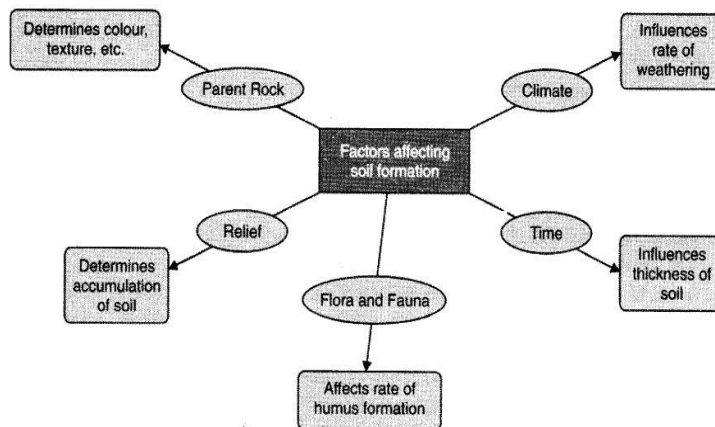 Determines colour,
texture, etc.
Influences
rate of
weathering
Parent Rock
Climate
Factors affecting
soil formation
Relief
Time
Determines
accumulation
of soil
Influences
thickness of
soil
Flora and Fauna
Affects rate of
humus formation